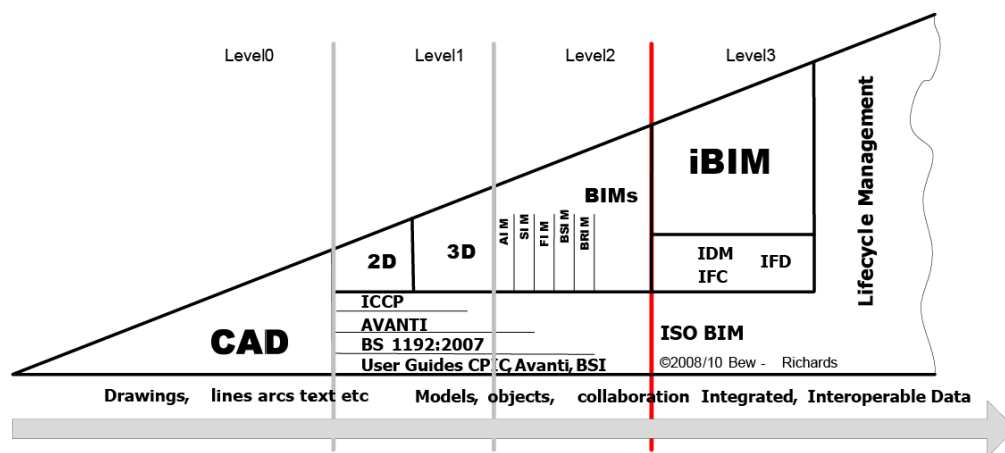 Level0
Level1
Level2
Level3
iBIM
Lifecycle Management
BIMs
AIM
SIM
FIM
BSIM
BRIM
2D
3D
IDM
IFD
IFC
ICCP
CAD
AVANTI
ISO BIM
BS 1192:2007
User Guides CPIC, Avanti, BSI
©2008/10 Bew - Richards
Drawings, lines arcs text etc
Models, objects, collaboration
Integrated, Interoperable Data